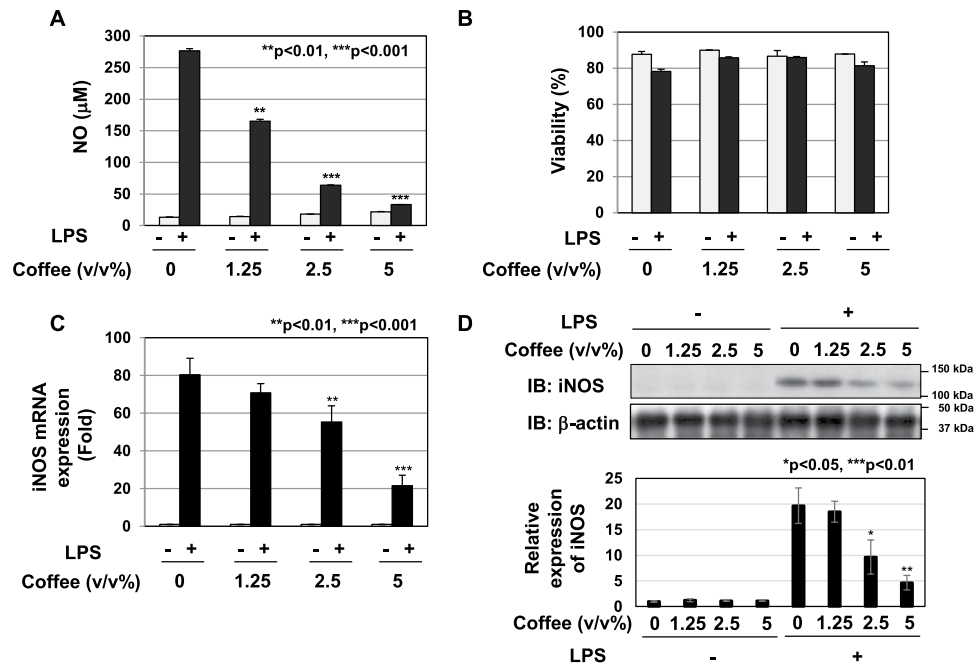 A
**p<0.01, ***p<0.001
NO (μM)
300
250
200
150
100
50
0
**
***
***
LPS - + - + - + - +
Coffee (v/v%) 0 1.25 2.5 5
B
Viability (%)
100
80
60
40
20
0
LPS - + - + - + - +
Coffee (v/v%) 0 1.25 2.5 5
C
**p<0.01, ***p<0.001
iNOS mRNA
expression
(Fold)
100
80
60
40
20
0
**
***
LPS - + - + - + - +
Coffee (v/v%) 0 1.25 2.5 5
D
LPS - +
Coffee (v/v%) 0 1.25 2.5 5 0 1.25 2.5 5
IB: iNOS
150 kDa
100 kDa
IB: β-actin
50 kDa
37 kDa
*p<0.05, ***p<0.01
Relative
expression
of iNOS
25
20
15
10
5
0
*
**
Coffee (v/v%) 0 1.25 2.5 5 0 1.25 2.5 5
LPS - +